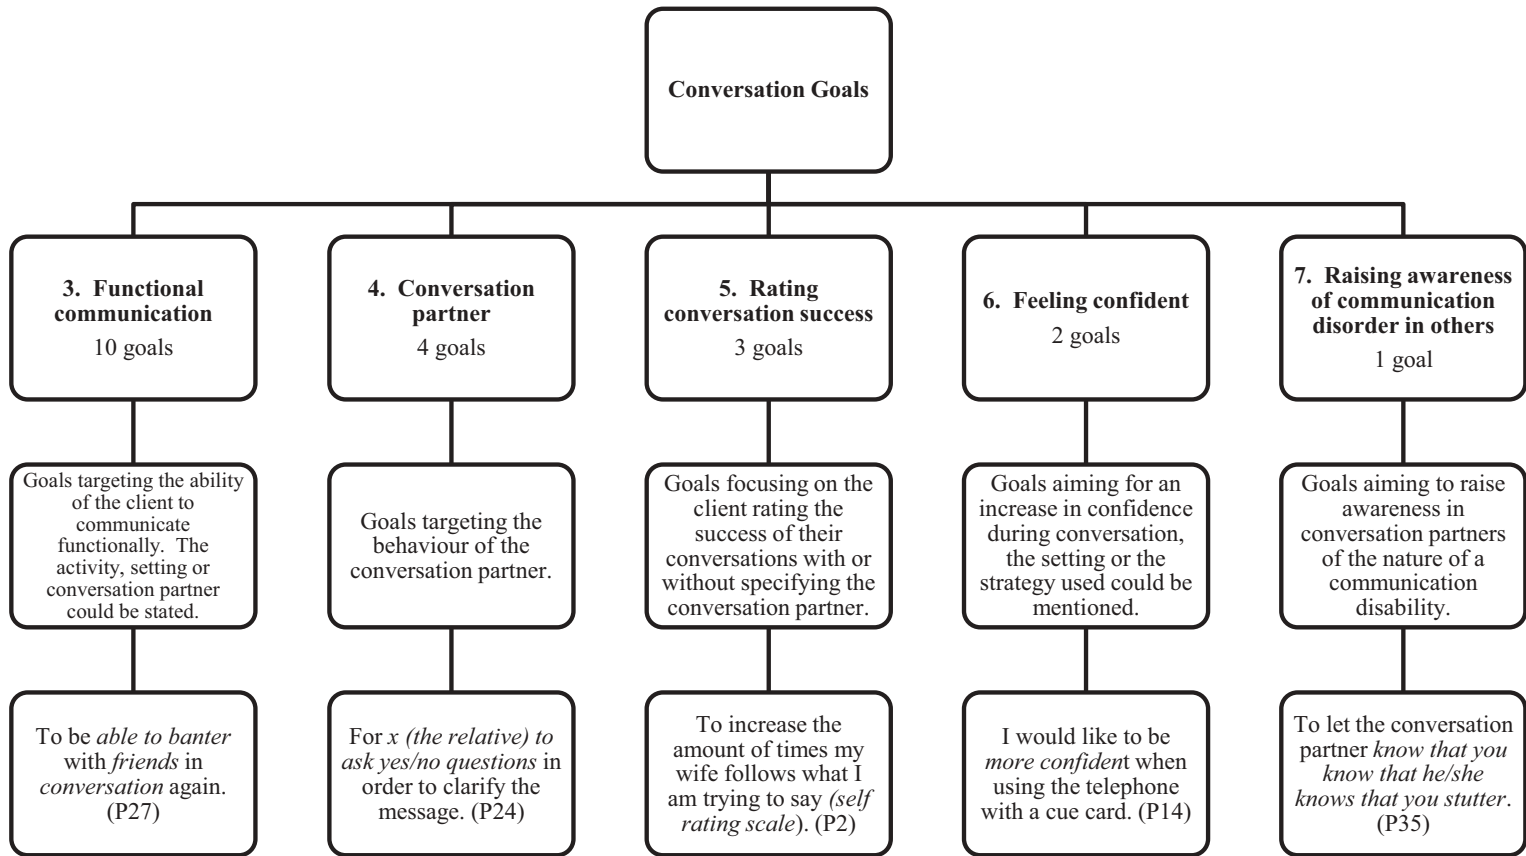 Conversation Goals
3. Functional
communication
10 goals
4. Conversation
partner
4 goals
5. Rating
conversation success
3 goals
6. Feeling confident
2 goals
7. Raising awareness
of communication
disorder in others
1 goal
Goals targeting the ability
of the client to
communicate
functionally. The
activity, setting or
conversation partner
could be stated.
Goals targeting the
behaviour of the
conversation partner.
Goals focusing on the
client rating the
success of their
conversations with or
without specifying the
conversation partner.
Goals aiming for an
increase in confidence
during conversation,
the setting or the
strategy used could be
mentioned.
Goals aiming to raise
awareness in
conversation partners
of the nature of a
communication
disability.
To be able to banter
with friends in
conversation again.
(P27)
For x (the relative) to
ask yes/no questions in
order to clarify the
message. (P24)
To increase the
amount of times my
wife follows what I
am trying to say (self
rating scale). (P2)
I would like to be
more confident when
using the telephone
with a cue card. (P14)
To let the conversation
partner know that you
know that he/she
knows that you stutter.
(P35)